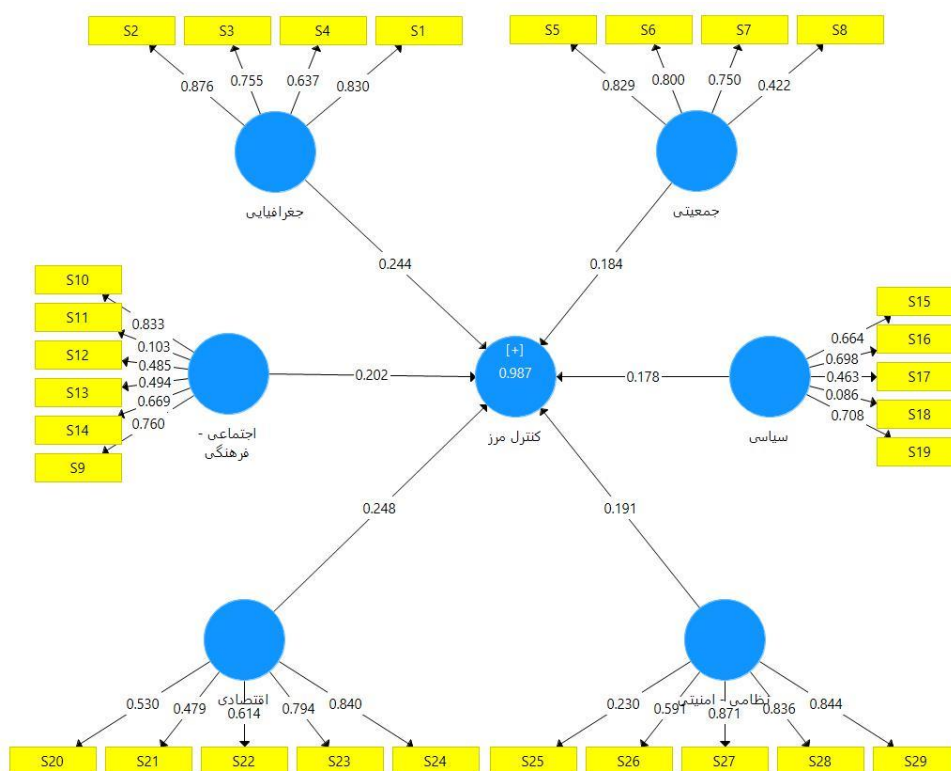 S2 S3 S4 S1
S5 S6 S7 S8
0.876 0.755 0.637 0.830
0.829 0.800 0.750 0.422
جغرافیایی
جمعیتی
0.244
0.184
S10
S11
S12
S13
S14
S9
0.833
0.103
0.485
0.494
0.669
0.760
اجتماعی -
فرهنگی
0.202
[+]
0.987
کنترل مرز
0.178
سیاسی
0.664
0.698
0.463
0.086
0.708
S15
S16
S17
S18
S19
0.248
0.191
اقتصادی
نظامی - امنیتی
0.530 0.479 0.614 0.794 0.840
0.230 0.591 0.871 0.836 0.844
S20 S21 S22 S23 S24
S25 S26 S27 S28 S29